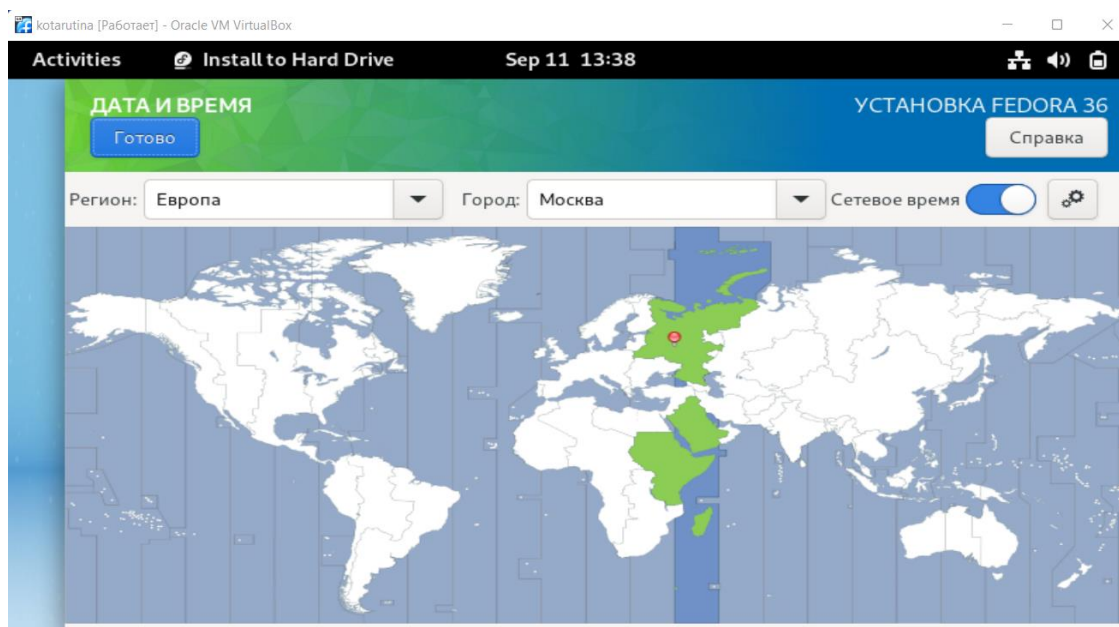 kotarutina [Работает] - Oracle VM VirtualBox
Activities Install to Hard Drive Sep 11 13:38
ДАТА И ВРЕМЯ УСТАНОВКА FEDORA 36
Готово Справка
Регион: Европа Город: Москва Сетевое время